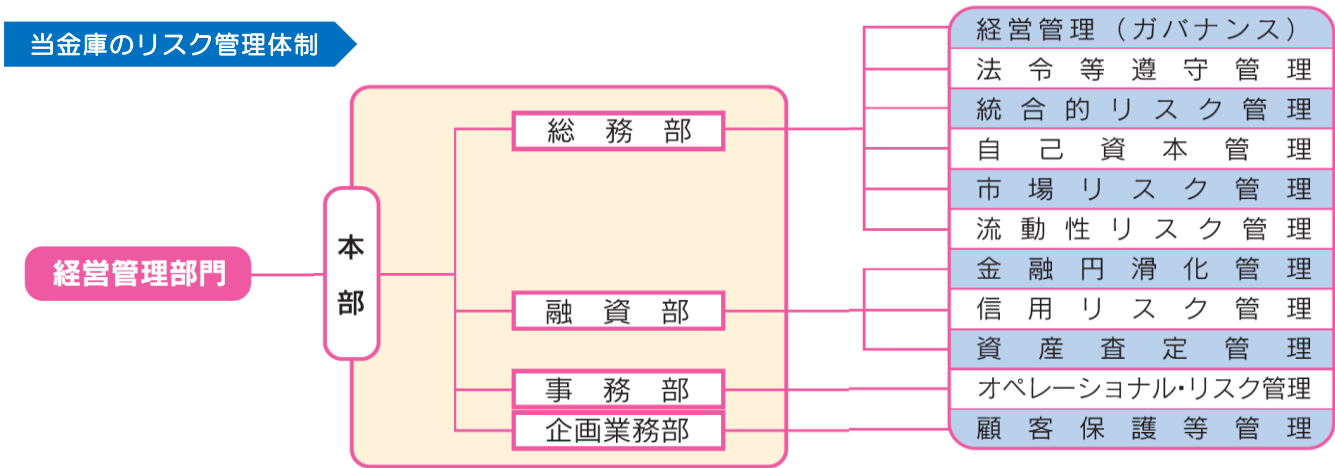 当金庫のリスク管理体制
経営管理部門
本部
総務部
融資部
事務部
企画業務部
経営管理(ガバナンス)
法令等遵守管理
統合的リスク管理
自己資本管理
市場リスク管理
流動性リスク管理
金融円滑化管理
信用リスク管理
資産査定管理
オペレーショナル・リスク管理
顧客保護等管理